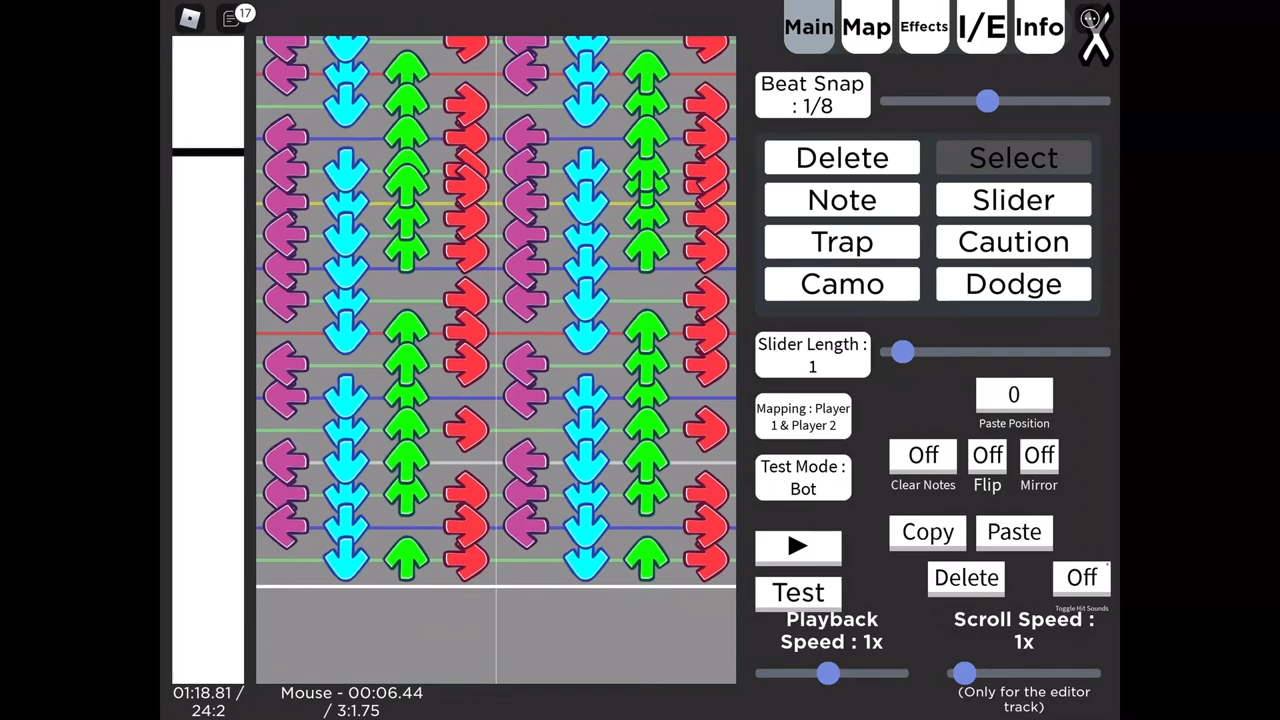 17
Main
Map
Effects
I/E
Info
Beat Snap
: 1/8
Delete
Select
Note
Slider
Trap
Caution
Camo
Dodge
Slider Length :
1
Mapping : Player
1 & Player 2
0
Paste Position
Test Mode :
Bot
Off
Off
Off
Clear Notes
Flip
Mirror
Copy
Paste
Test
Delete
Off
Toggle Hit Sounds
Playback
Speed : 1x
Scroll Speed :
1x
(Only for the editor
track)
01:18.81 /
24:2
Mouse - 00:06.44
/ 3:1.75